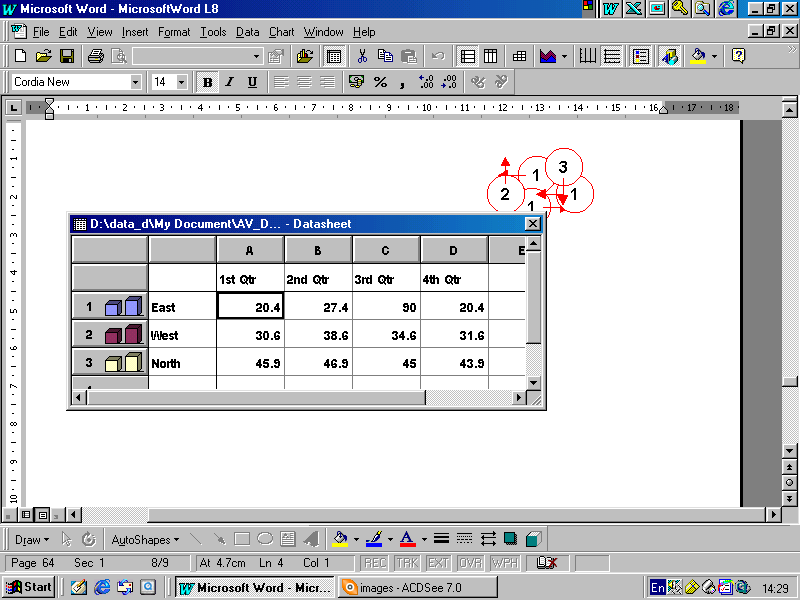 Microsoft Word - MicrosoftWord L8
File Edit View Insert Format Tools Data Chart Window Help
Cordia New 14 B I U % , .00 .00
1 2 3 4 5 6 7 8 9 10 11 12 13 14 15 16 17 18
3
1
2 1
1
D:\data_d\My Document\AV_D... - Datasheet
A B C D E
1st Qtr 2nd Qtr 3rd Qtr 4th Qtr
1 East 20.4 27.4 90 20.4
2 West 30.6 38.6 34.6 31.6
3 North 45.9 46.9 45 43.9
Draw AutoShapes A
Page 64 Sec 1 8/9 At 4.7cm Ln 4 Col 1 REC TRK EXT OVR WPH
Start Microsoft Word - Micr... images - ACDSee 7.0 En 14:29